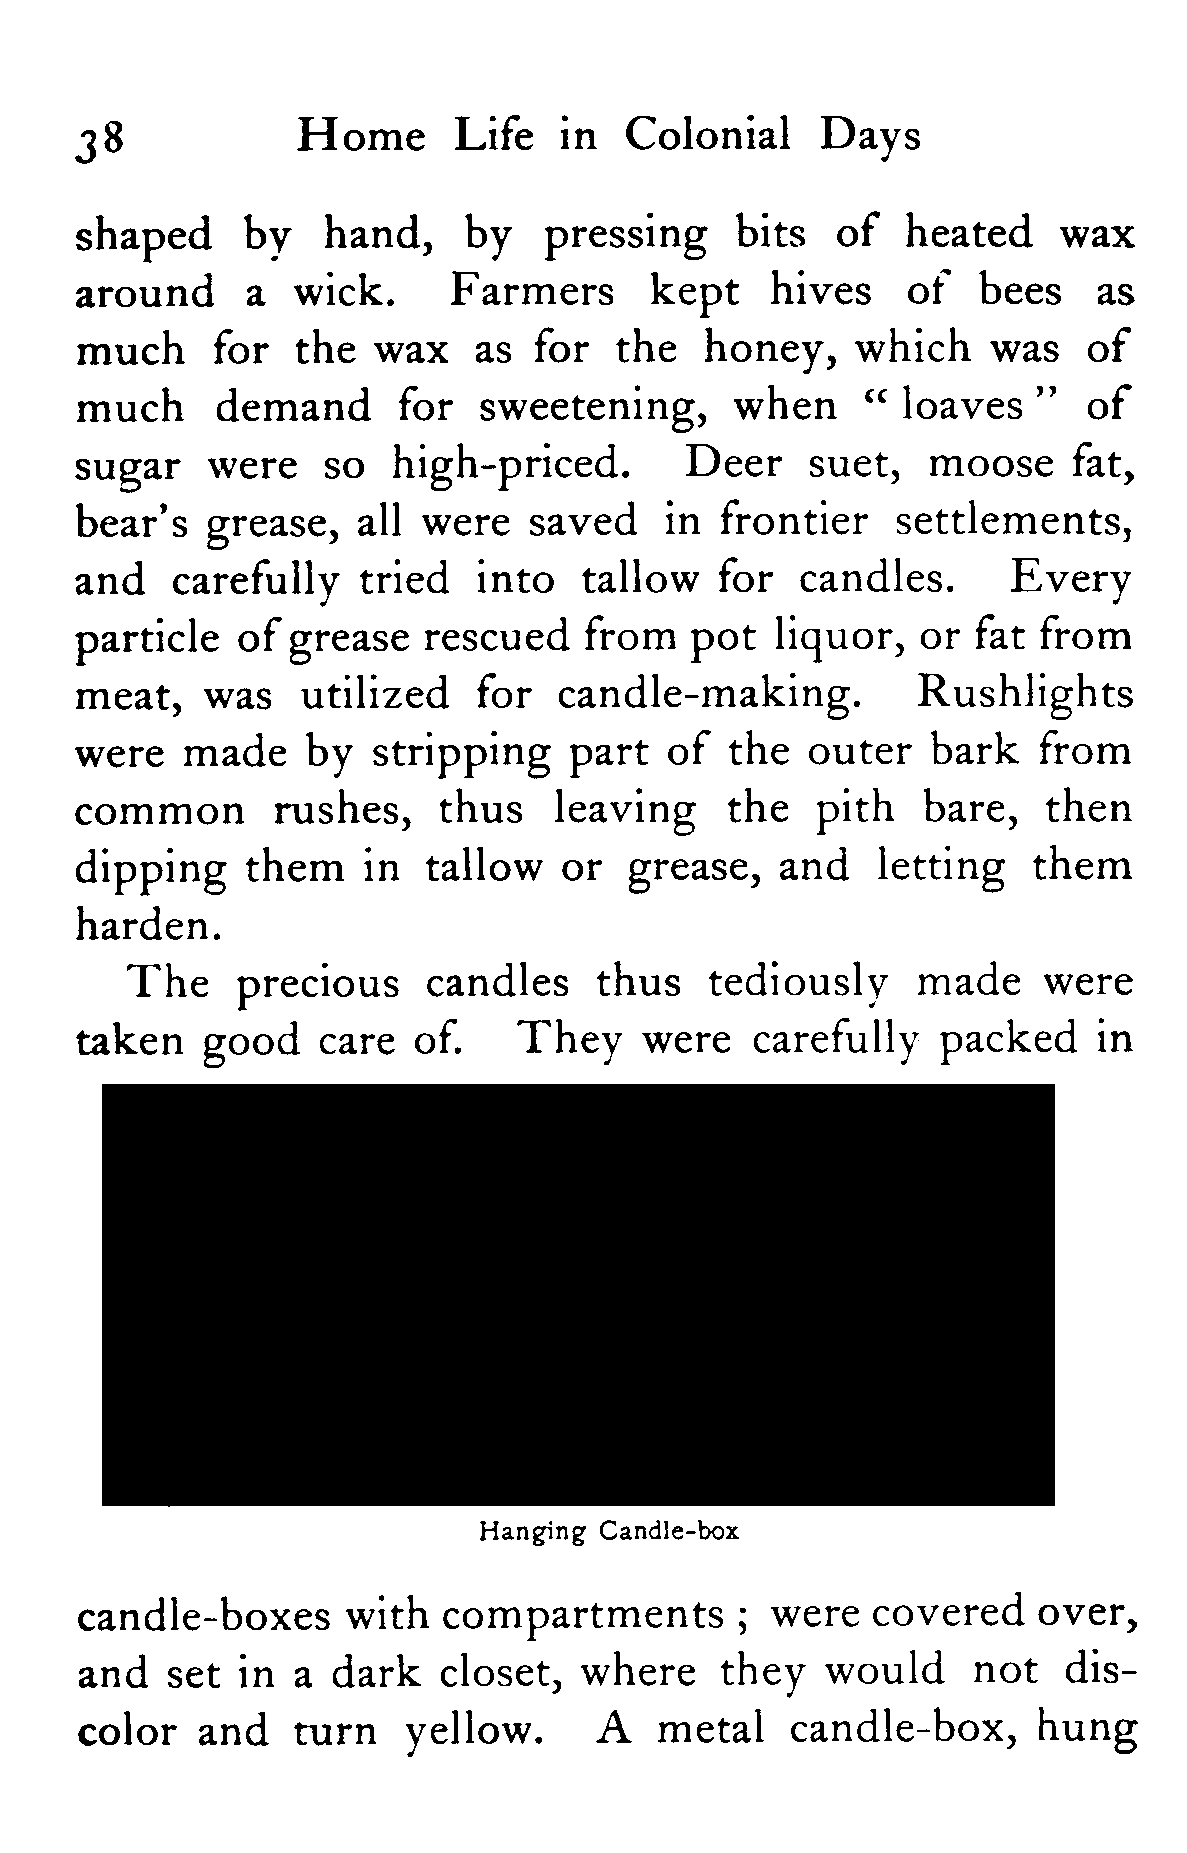 38 Home Life in Colonial Days
shaped by hand, by pressing bits of heated wax
around a wick. Farmers kept hives of bees as
much for the wax as for the honey, which was of
much demand for sweetening, when “ loaves ” of
sugar were so high-priced. Deer suet, moose fat,
bear’s grease, all were saved in frontier settlements,
and carefully tried into tallow for candles. Every
particle of grease rescued from pot liquor, or fat from
meat, was utilized for candle-making. Rushlights
were made by stripping part of the outer bark from
common rushes, thus leaving the pith bare, then
dipping them in tallow or grease, and letting them
harden.
The precious candles thus tediously made were
taken good care of. They were carefully packed in
Hanging Candle-box
candle-boxes with compartments ; were covered over,
and set in a dark closet, where they would not dis-
color and turn yellow. A metal candle-box, hung